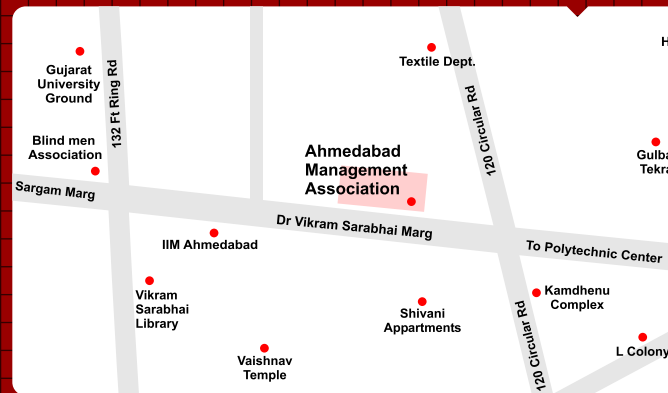 Gujarat
University
Ground
132 Ft Ring Rd
Textile Dept.
H
120 Circular Rd
Blind men
Association
Ahmedabad
Management
Association
Gulba
Tekra
Sargam Marg
Dr Vikram Sarabhai Marg
IIM Ahmedabad
To Polytechnic Center
Vikram
Sarabhai
Library
Shivani
Appartments
Kamdhenu
Complex
120 Circular Rd
Vaishnav
Temple
L Colony